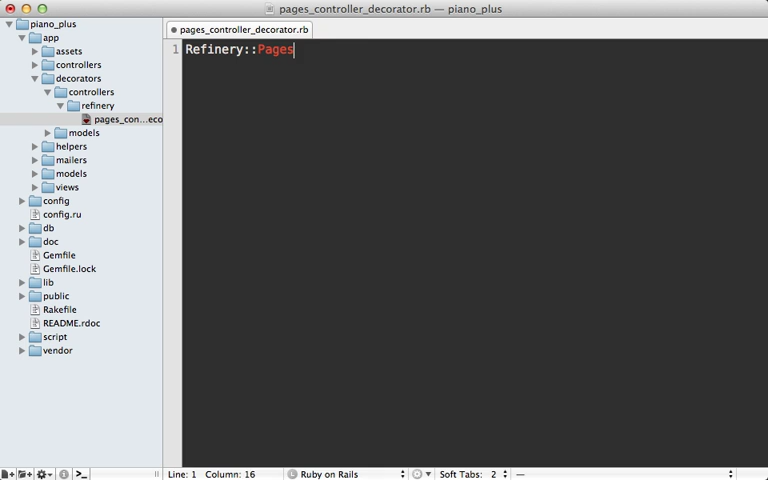 pages_controller_decorator.rb — piano_plus
piano_plus
app
assets
controllers
decorators
controllers
refinery
pages_con...eco
models
helpers
mailers
models
views
config
config.ru
db
doc
Gemfile
Gemfile.lock
lib
public
Rakefile
README.rdoc
script
vendor
pages_controller_decorator.rb
1 Refinery::Pages
Line: 1 Column: 16
Ruby on Rails
Soft Tabs: 2
—